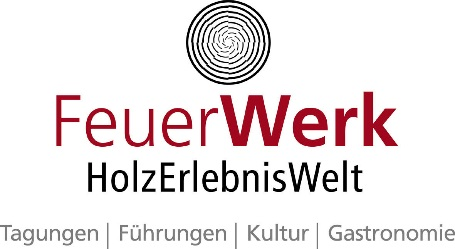 FeuerWerk
HolzErlebnisWelt
Tagungen | Führungen | Kultur | Gastronomie